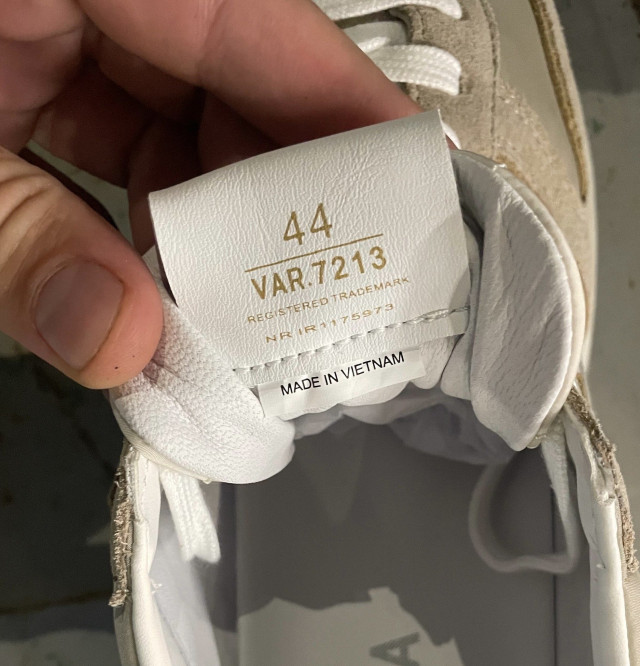 44
VAR.7213
REGISTERED TRADEMARK
NR IR1175973
MADE IN VIETNAM
A